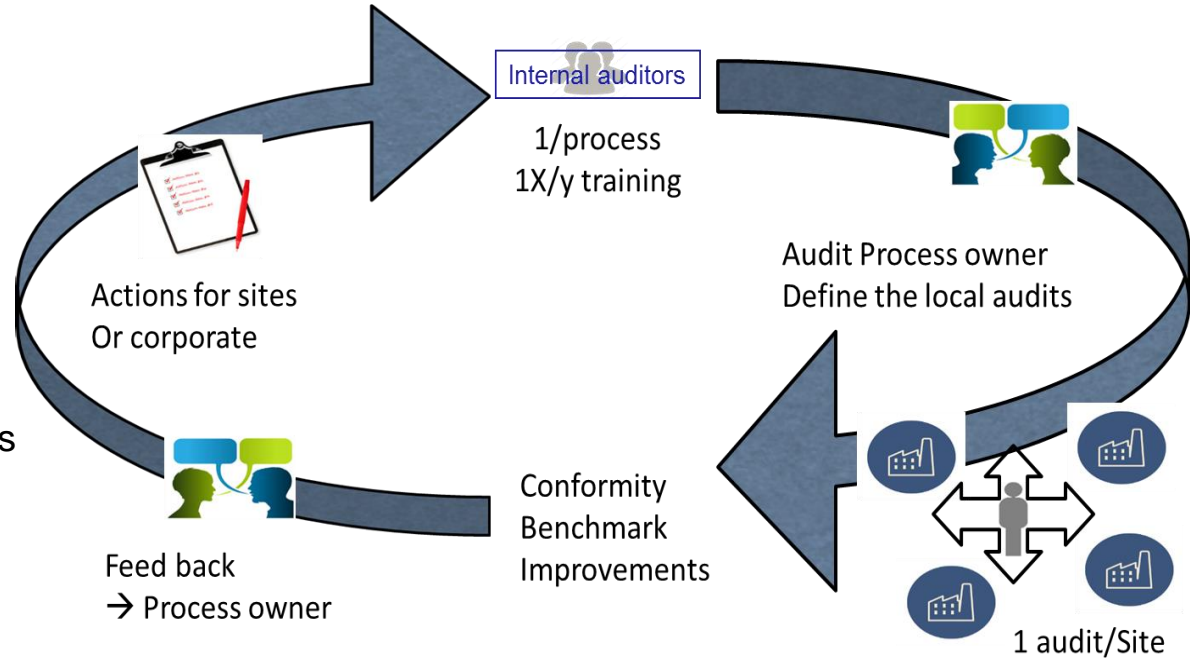 Internal auditors
1/process
1X/y training
Audit Process owner
Define the local audits
1 audit/Site
Conformity
Benchmark
Improvements
Feed back
→ Process owner
Actions for sites
Or corporate
s